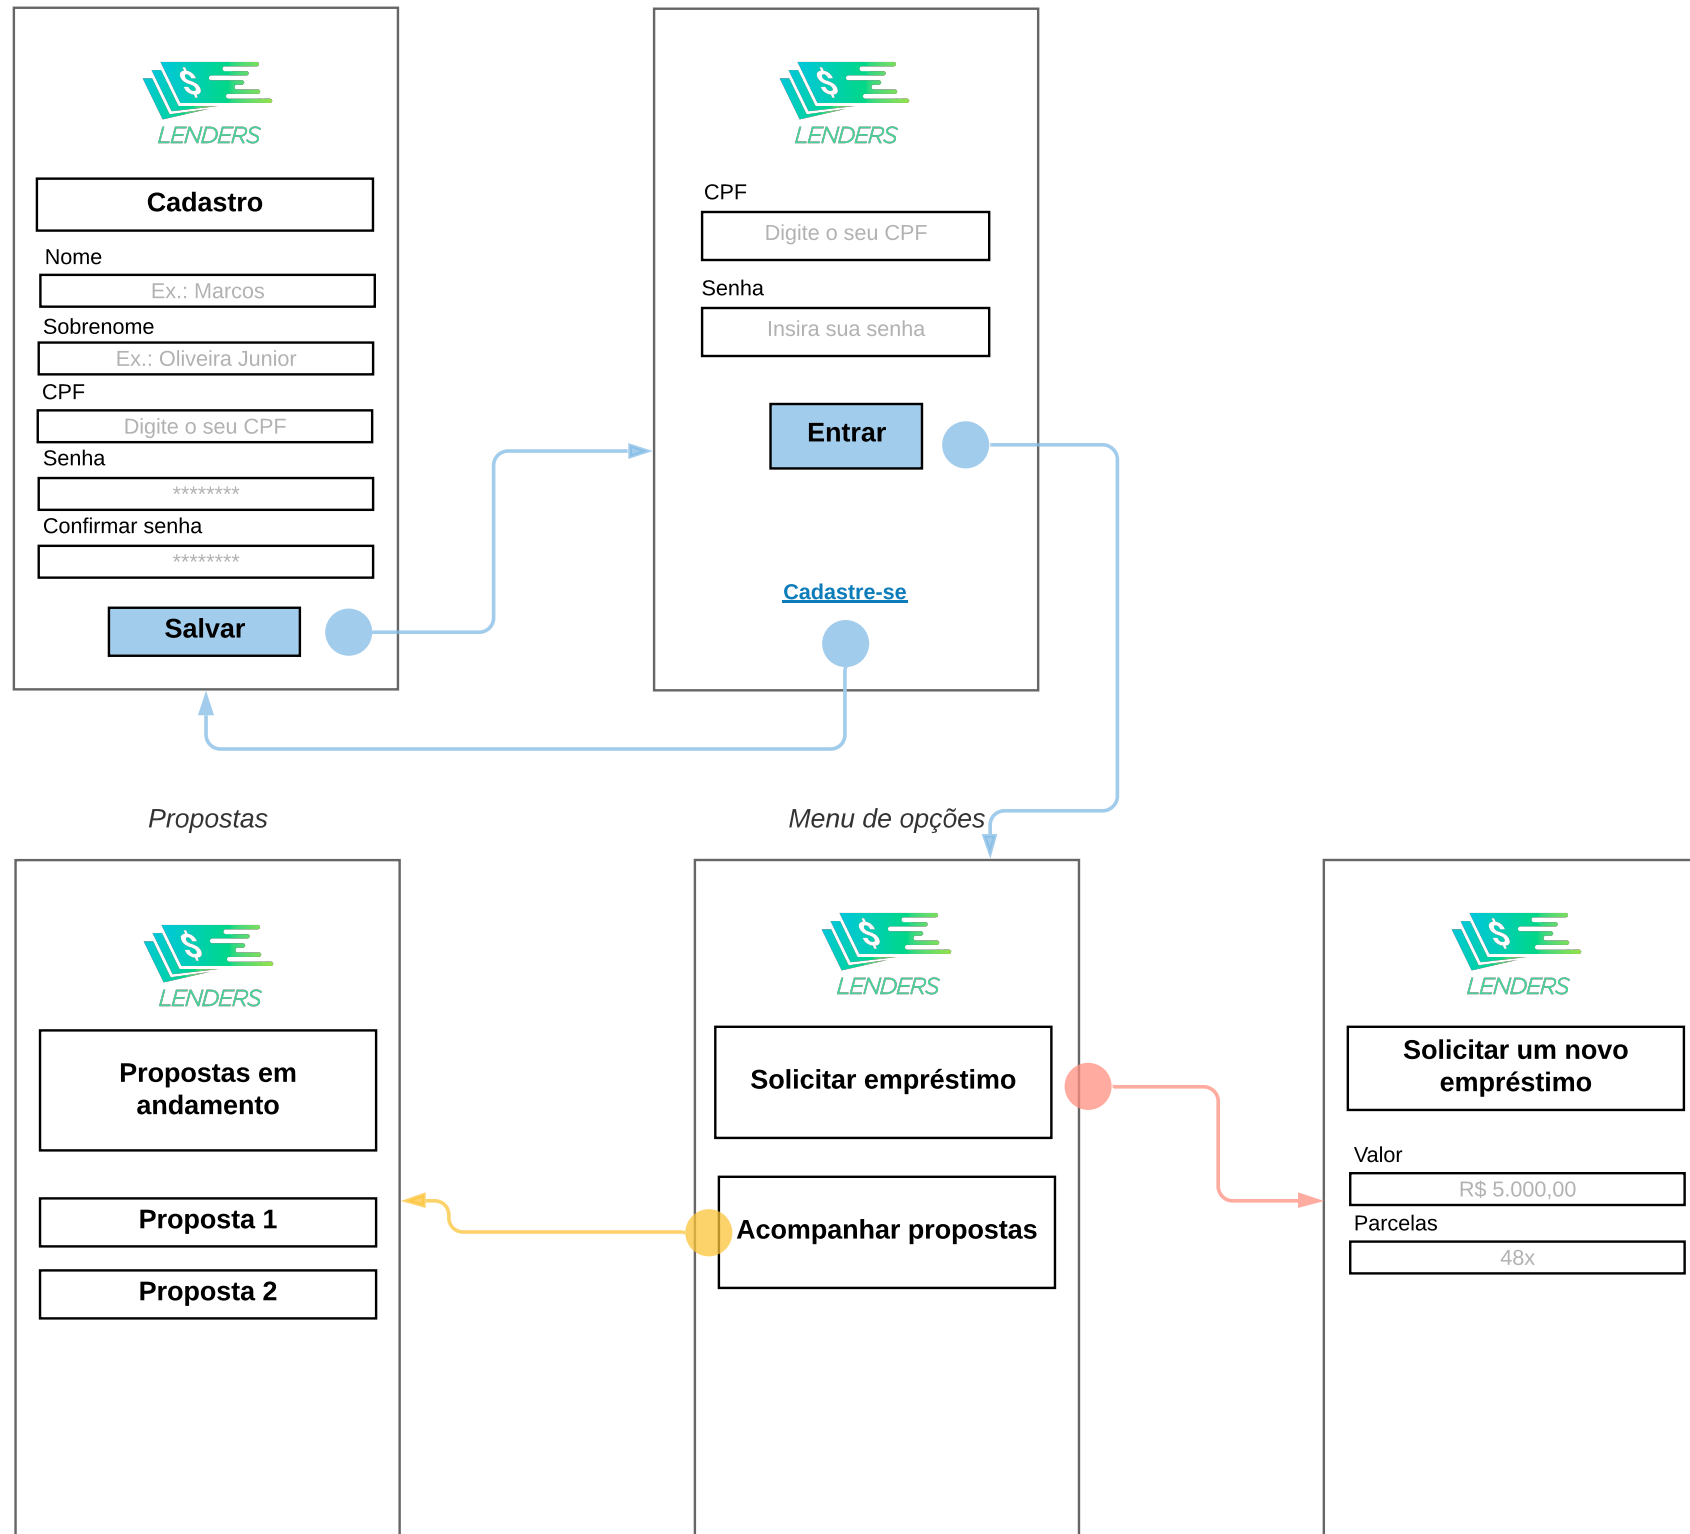 LENDERS
Cadastro
Nome
Ex.: Marcos
Sobrenome
Ex.: Oliveira Junior
CPF
Digite o seu CPF
Senha
********
Confirmar senha
********
Salvar
LENDERS
CPF
Digite o seu CPF
Senha
Insira sua senha
Entrar
Cadastre-se
Propostas
LENDERS
Propostas em
andamento
Proposta 1
Proposta 2
Menu de opções
LENDERS
Solicitar empréstimo
Acompanhar propostas
LENDERS
Solicitar um novo
empréstimo
Valor
R$ 5.000,00
Parcelas
48x